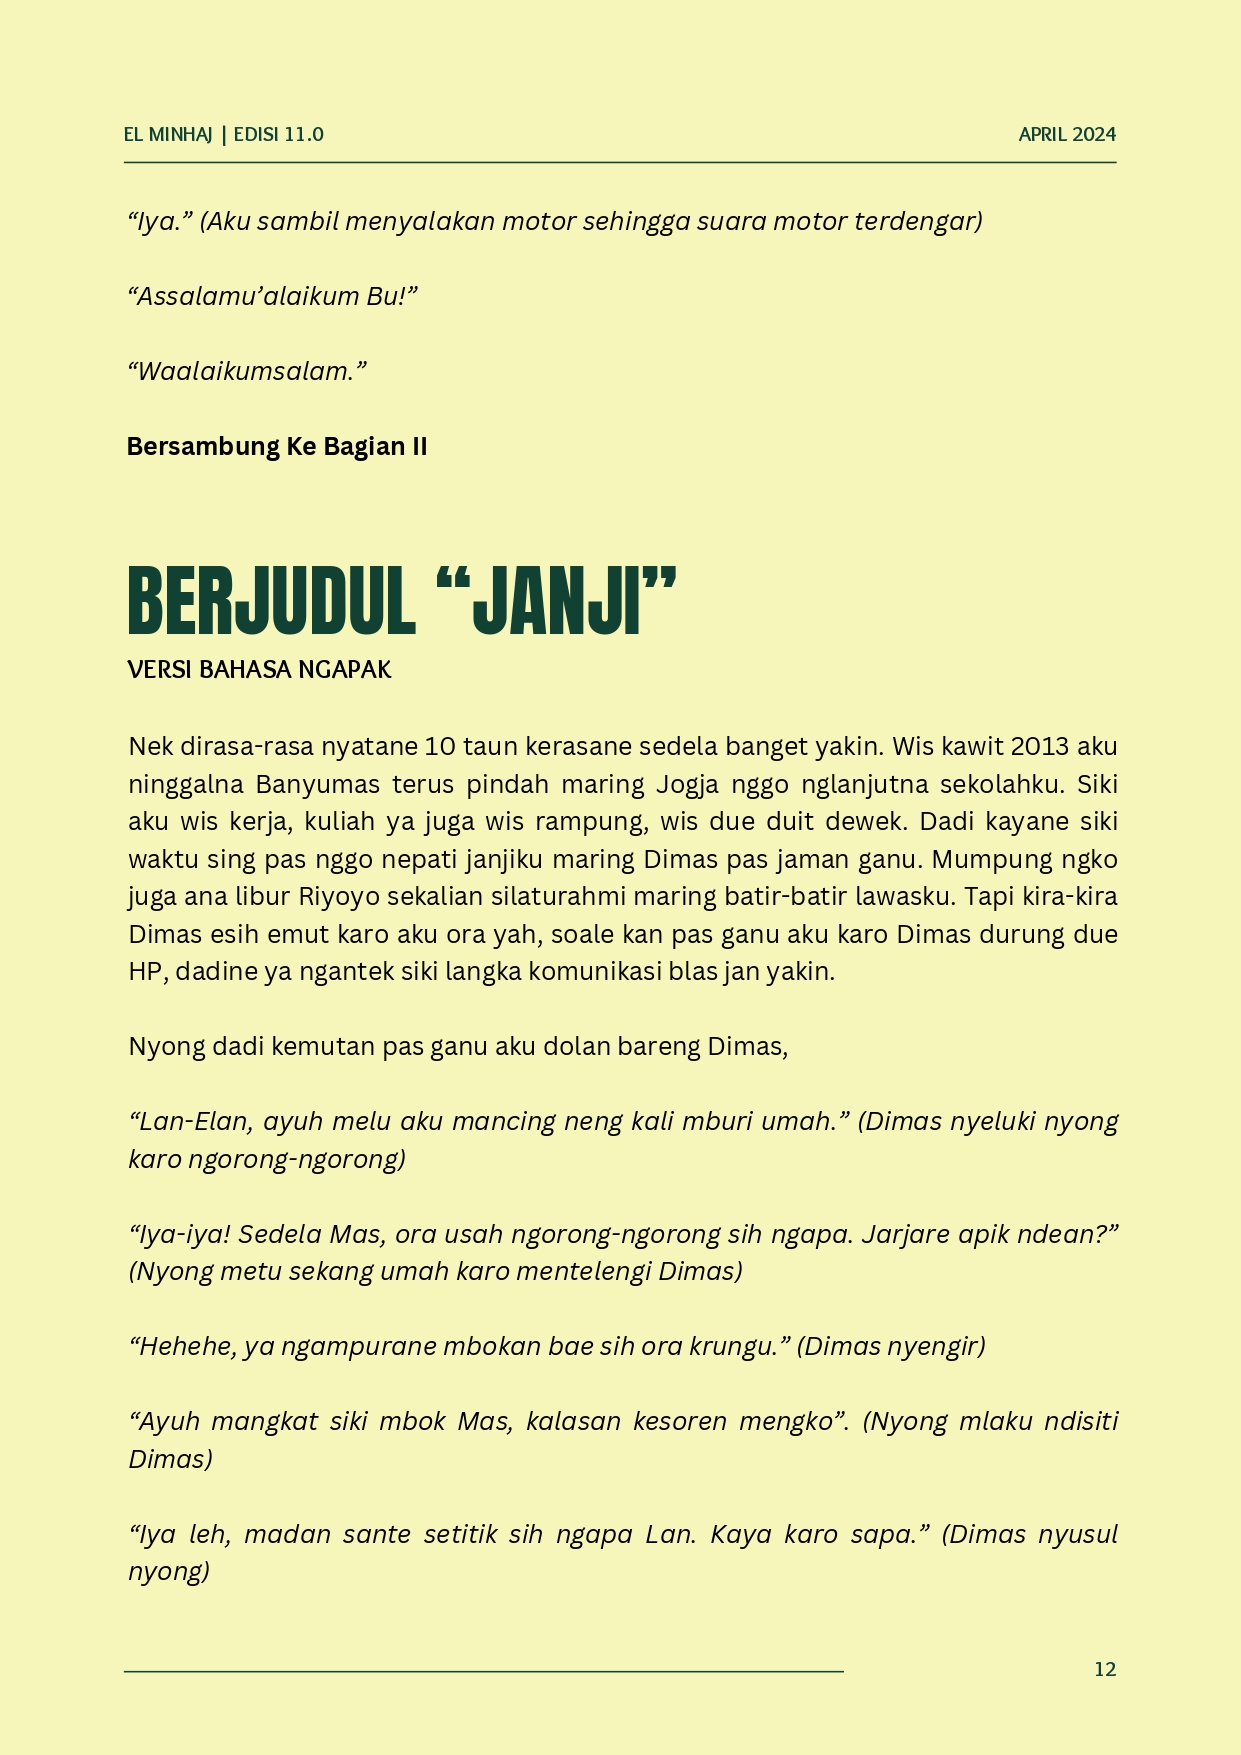 EL MINHAJ | EDISI 11.0
APRIL 2024
“Iya.” (Aku sambil menyalakan motor sehingga suara motor terdengar)
“Assalamu’alaikum Bu!”
“Waalaikumsalam.”
Bersambung Ke Bagian II
BERJUDUL “JANJI”
VERSI BAHASA NGAPAK
Nek dirasa-rasa nyatane 10 taun kerasane sedela banget yakin. Wis kawit 2013 aku
ninggalna Banyumas terus pindah maring Jogja nggo nglanjutna sekolahku. Siki
aku wis kerja, kuliah ya juga wis rampung, wis due duit dewek. Dadi kayane siki
waktu sing pas nggo nepati janjiku maring Dimas pas jaman ganu. Mumpung ngko
juga ana libur Riyoyo sekalian silaturahmi maring batir-batir lawasku. Tapi kira-kira
Dimas esih emut karo aku ora yah, soale kan pas ganu aku karo Dimas durung due
HP, dadine ya ngantek siki langka komunikasi blas jan yakin.
Nyong dadi kemutan pas ganu aku dolan bareng Dimas,
“Lan-Elan, ayuh melu aku mancing neng kali mburi umah.” (Dimas nyeluki nyong
karo ngorong-ngorong)
“Iya-iya! Sedela Mas, ora usah ngorong-ngorong sih ngapa. Jarjare apik ndean?”
(Nyong metu sekang umah karo mentelengi Dimas)
“Hehehe, ya ngampurane mbokan bae sih ora krungu.” (Dimas nyengir)
“Ayuh mangkat siki mbok Mas, kalasan kesoren mengko”. (Nyong mlaku ndisiti
Dimas)
“Iya leh, madan sante setitik sih ngapa Lan. Kaya karo sapa.” (Dimas nyusul
nyong)
12